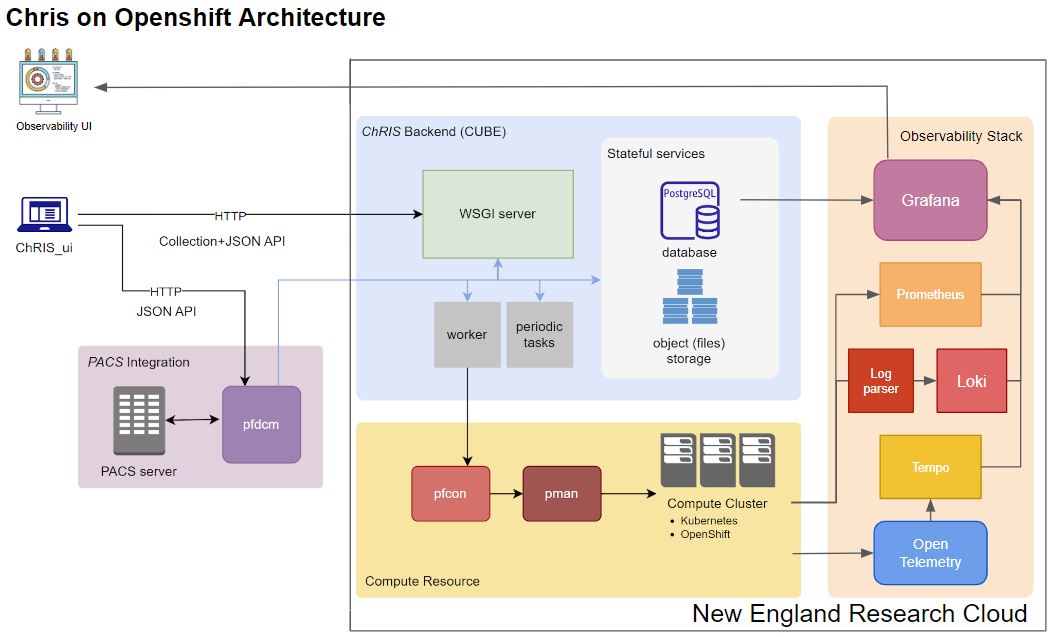 Chris on Openshift Architecture
Observability UI
ChRIS_ui
HTTP
Collection+JSON API
HTTP
JSON API
PACS Integration
PACS server
pfdcm
ChRIS Backend (CUBE)
WSGI server
worker
periodic
tasks
Stateful services
PostgreSQL
database
object (files)
storage
Compute Resource
pfcon
pman
Compute Cluster
• Kubernetes
• OpenShift
Observability Stack
Grafana
Prometheus
Log
parser
Loki
Tempo
Open
Telemetry
New England Research Cloud